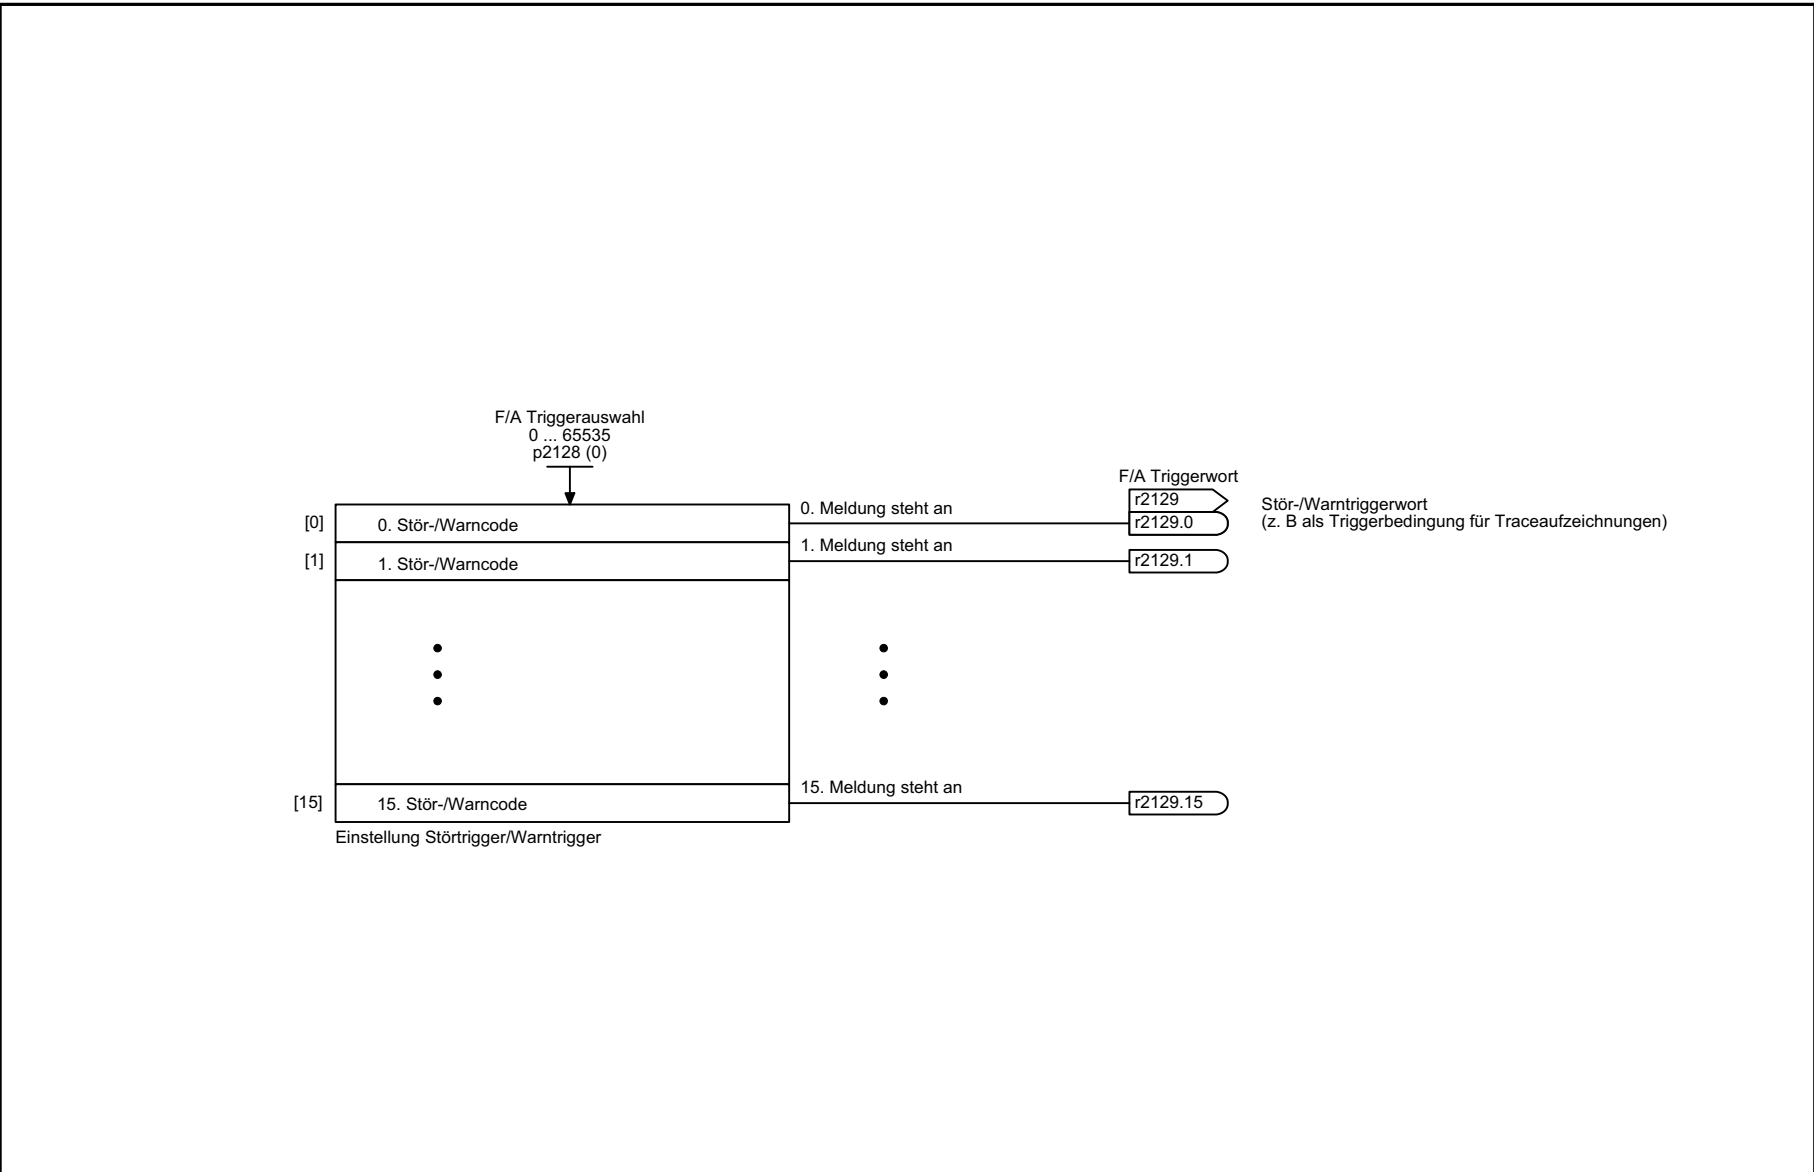 F/A Triggerauswahl
0 ... 65535
p2128 (0)
F/A Triggerwort
r2129
Stör-/Warntriggerwort
(z. B als Triggerbedingung für Traceaufzeichnungen)
[0]
0. Stör-/Warncode
0. Meldung steht an
r2129.0
[1]
1. Stör-/Warncode
1. Meldung steht an
r2129.1
[15]
15. Stör-/Warncode
15. Meldung steht an
r2129.15
Einstellung Störtrigger/Warntrigger